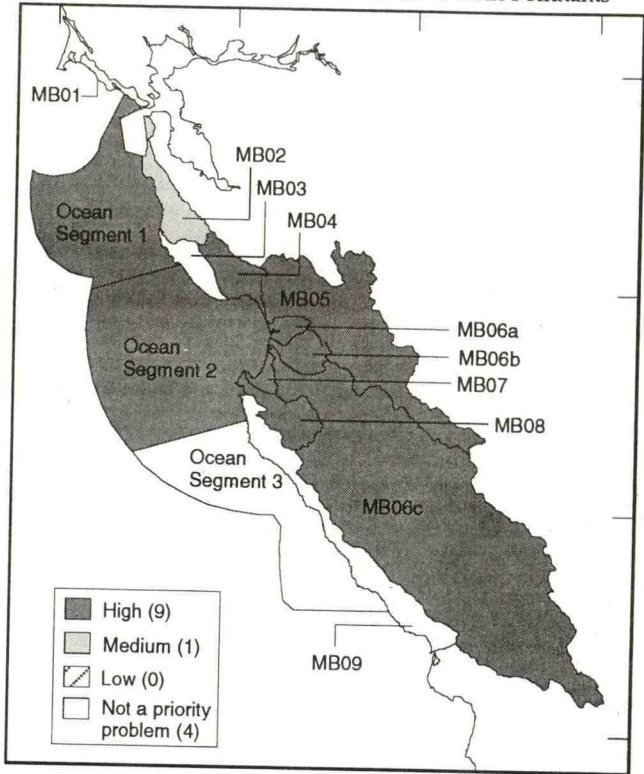 MB01
MB02
MB03
MB04
Ocean
Segment 1
MB05
MB06a
Ocean
Segment 2
MB06b
MB07
MB08
Ocean
Segment 3
MB06c
High (9)
Medium (1)
Low (0)
Not a priority
problem (4)
MB09